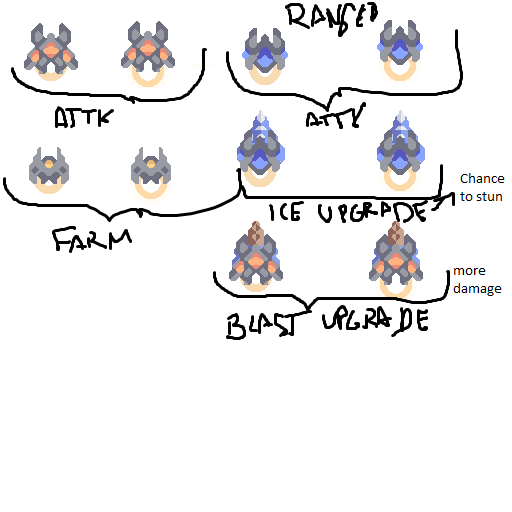 RANGED
ATTK
ATTK
ICE UPGRADE
Chance
to stun
FARM
more
damage
BLAST UPGRADE